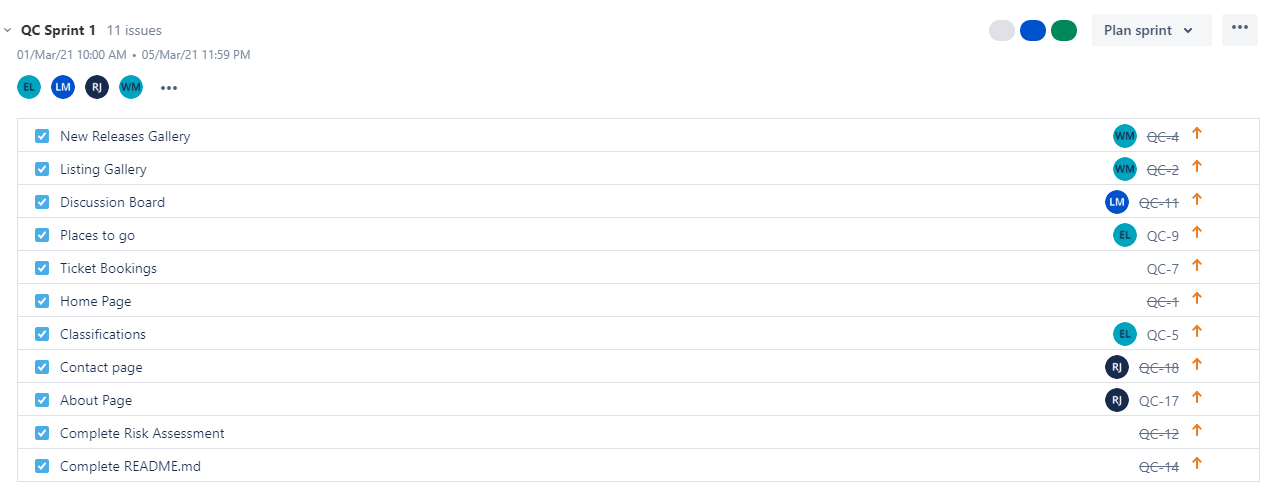 QC Sprint 1 11 issues Plan sprint
01/Mar/21 10:00 AM • 05/Mar/21 11:59 PM
EL LM RJ WM
New Releases Gallery WM QC-4
Listing Gallery WM QC-2
Discussion Board LM QC-11
Places to go EL QC-9
Ticket Bookings QC-7
Home Page QC-1
Classifications EL QC-5
Contact page RJ QC-18
About Page RJ QC-17
Complete Risk Assessment QC-12
Complete README.md QC-14